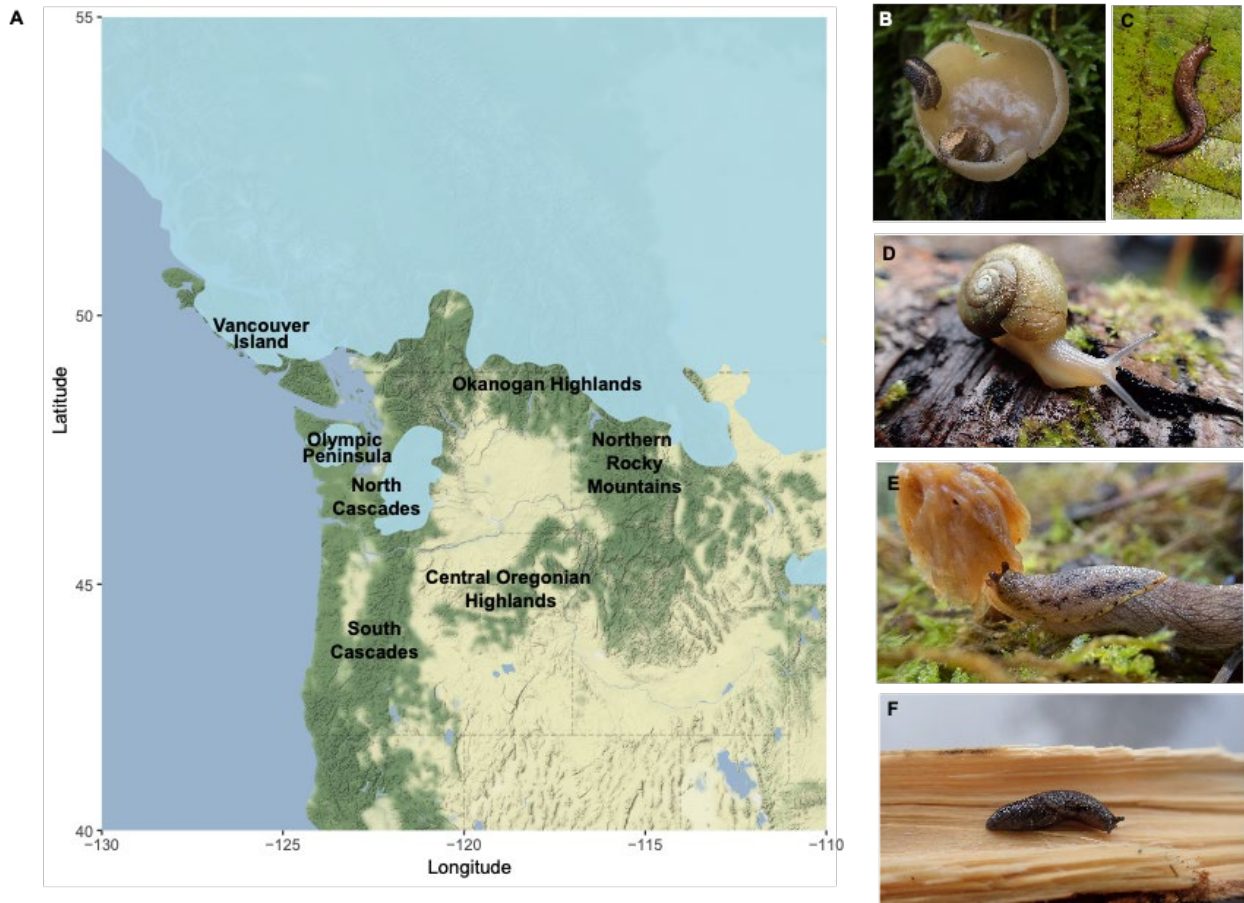 A
55
50
45
40
Latitude
Vancouver
Island
Okanogan Highlands
Olympic
Peninsula
North
Cascades
Northern
Rocky
Mountains
Central Oregonian
Highlands
South
Cascades
−130
−125
−120
−115
−110
Longitude
B
C
D
E
F